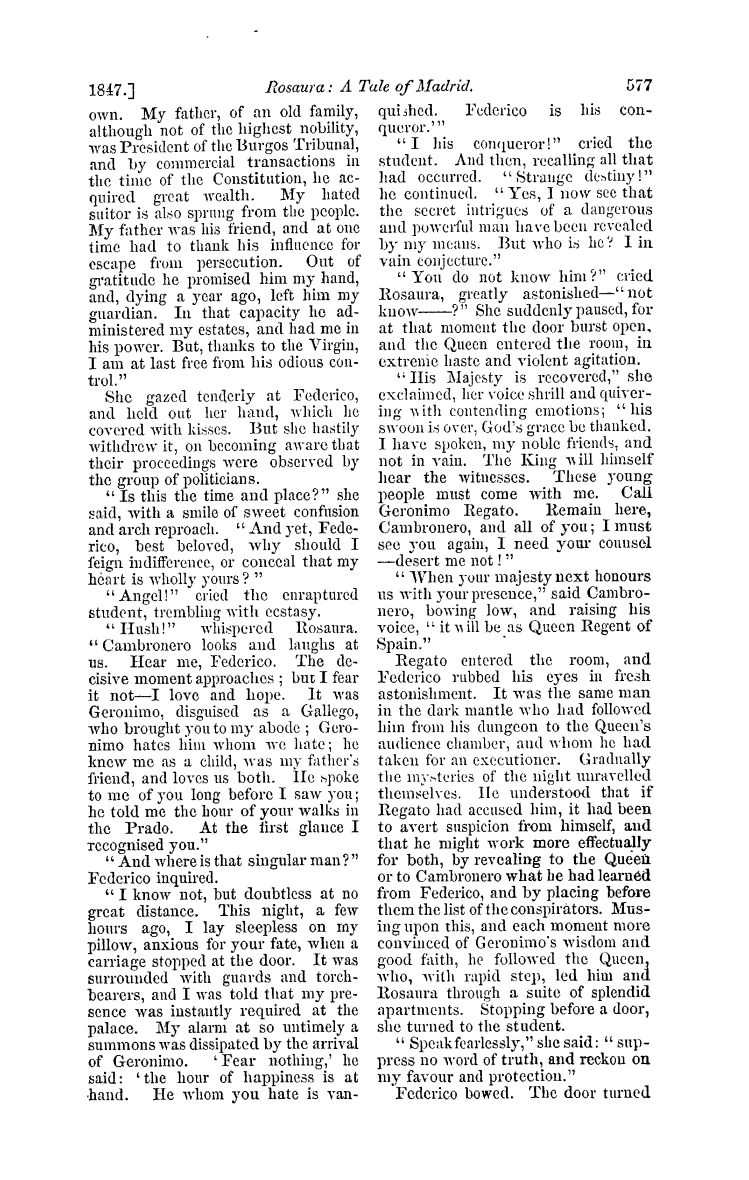 1847.] Rosaura: A Tale of Madrid. 577
own. My father, of an old family,
although not of the highest nobility,
was President of the Burgos Tribunal,
and by commercial transactions in
the time of the Constitution, he ac-
quired great wealth. My hated
suitor is also sprung from the people.
My father was his friend, and at one
time had to thank his influence for
escape from persecution. Out of
gratitude he promised him my hand,
and, dying a year ago, left him my
guardian. In that capacity he ad-
ministered my estates, and had me in
his power. But, thanks to the Virgin,
I am at last free from his odious con-
trol."
She gazed tenderly at Federico,
and held out her hand, which he
covered with kisses. But she hastily
withdrew it, on becoming aware that
their proceedings were observed by
the group of politicians.
"Is this the time and place?" she
said, with a smile of sweet confusion
and arch reproach. "And yet, Fede-
rico, best beloved, why should I
feign indifference, or conceal that my
heart is wholly yours?"
"Angel!" cried the enraptured
student, trembling with ecstasy.
"Hush!" whispered Rosaura.
"Cambronero looks and laughs at
us. Hear me, Federico. The de-
cisive moment approaches; but I fear
it not—I love and hope. It was
Geronimo, disguised as a Gallego,
who brought you to my abode; Gero-
nimo hates him whom we hate; he
knew me as a child, was my father's
friend, and loves us both. He spoke
to me of you long before I saw you;
he told me the hour of your walks in
the Prado. At the first glance I
recognised you."
"And where is that singular man?"
Federico inquired.
"I know not, but doubtless at no
great distance. This night, a few
hours ago, I lay sleepless on my
pillow, anxious for your fate, when a
carriage stopped at the door. It was
surrounded with guards and torch-
bearers, and I was told that my pre-
sence was instantly required at the
palace. My alarm at so untimely a
summons was dissipated by the arrival
of Geronimo. 'Fear nothing,' he
said: 'the hour of happiness is at
hand. He whom you hate is van-
quished. Federico is his con-
queror.'"
"I his conqueror!" cried the
student. And then, recalling all that
had occurred. "Strange destiny!"
he continued. "Yes, I now see that
the secret intrigues of a dangerous
and powerful man have been revealed
by my means. But who is he? I in
vain conjecture."
"You do not know him?" cried
Rosaura, greatly astonished—"not
know——?" She suddenly paused, for
at that moment the door burst open,
and the Queen entered the room, in
extreme haste and violent agitation.
"His Majesty is recovered," she
exclaimed, her voice shrill and quiver-
ing with contending emotions; "his
swoon is over, God's grace be thanked.
I have spoken, my noble friends, and
not in vain. The King will himself
hear the witnesses. These young
people must come with me. Call
Geronimo Regato. Remain here,
Cambronero, and all of you; I must
see you again, I need your counsel
—desert me not!"
"When your majesty next honours
us with your presence," said Cambro-
nero, bowing low, and raising his
voice, "it will be as Queen Regent of
Spain."
Regato entered the room, and
Federico rubbed his eyes in fresh
astonishment. It was the same man
in the dark mantle who had followed
him from his dungeon to the Queen's
audience chamber, and whom he had
taken for an executioner. Gradually
the mysteries of the night unravelled
themselves. He understood that if
Regato had accused him, it had been
to avert suspicion from himself, and
that he might work more effectually
for both, by revealing to the Queen
or to Cambronero what he had learned
from Federico, and by placing before
them the list of the conspirators. Mus-
ing upon this, and each moment more
convinced of Geronimo's wisdom and
good faith, he followed the Queen,
who, with rapid step, led him and
Rosaura through a suite of splendid
apartments. Stopping before a door,
she turned to the student.
"Speak fearlessly," she said: "sup-
press no word of truth, and reckon on
my favour and protection."
Federico bowed. The door turned